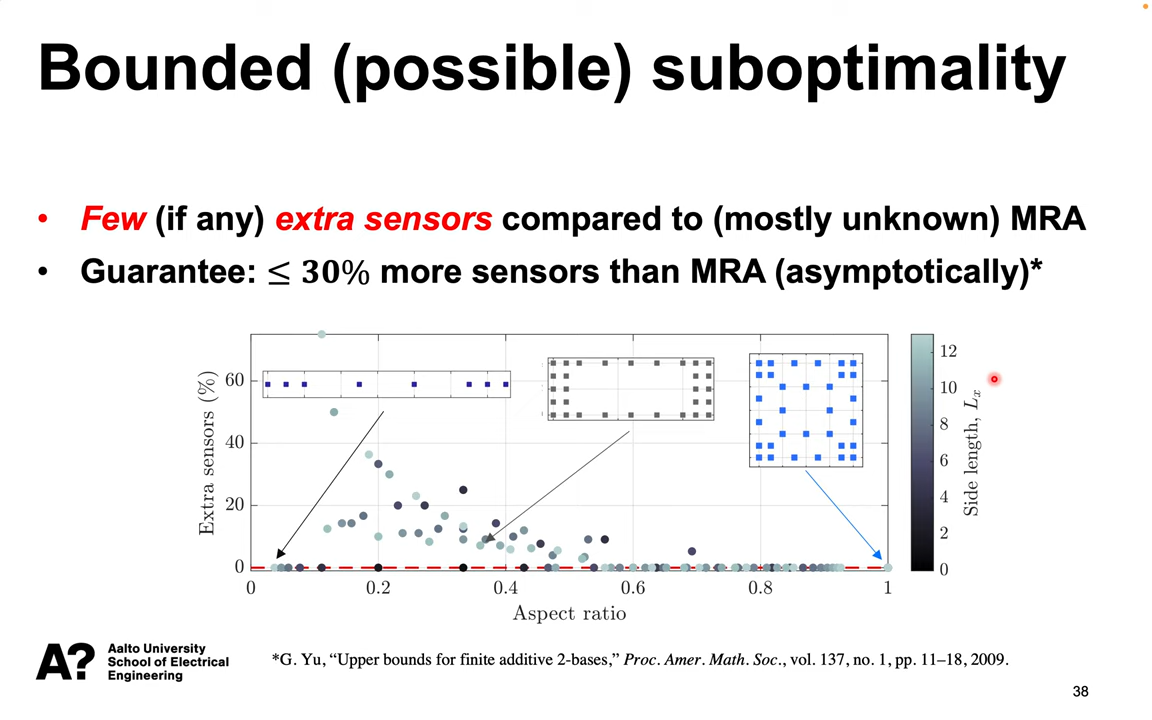 Bounded (possible) suboptimality
• Few (if any) extra sensors compared to (mostly unknown) MRA
• Guarantee: ≤ 30% more sensors than MRA (asymptotically)*
Extra sensors (%)
60
40
20
0
0 0.2 0.4 0.6 0.8 1
Aspect ratio
12
10
8
6
4
2
0
Side length, Lₓ
A?
Aalto University
School of Electrical
Engineering
*G. Yu, “Upper bounds for finite additive 2-bases,” Proc. Amer. Math. Soc., vol. 137, no. 1, pp. 11–18, 2009.
38